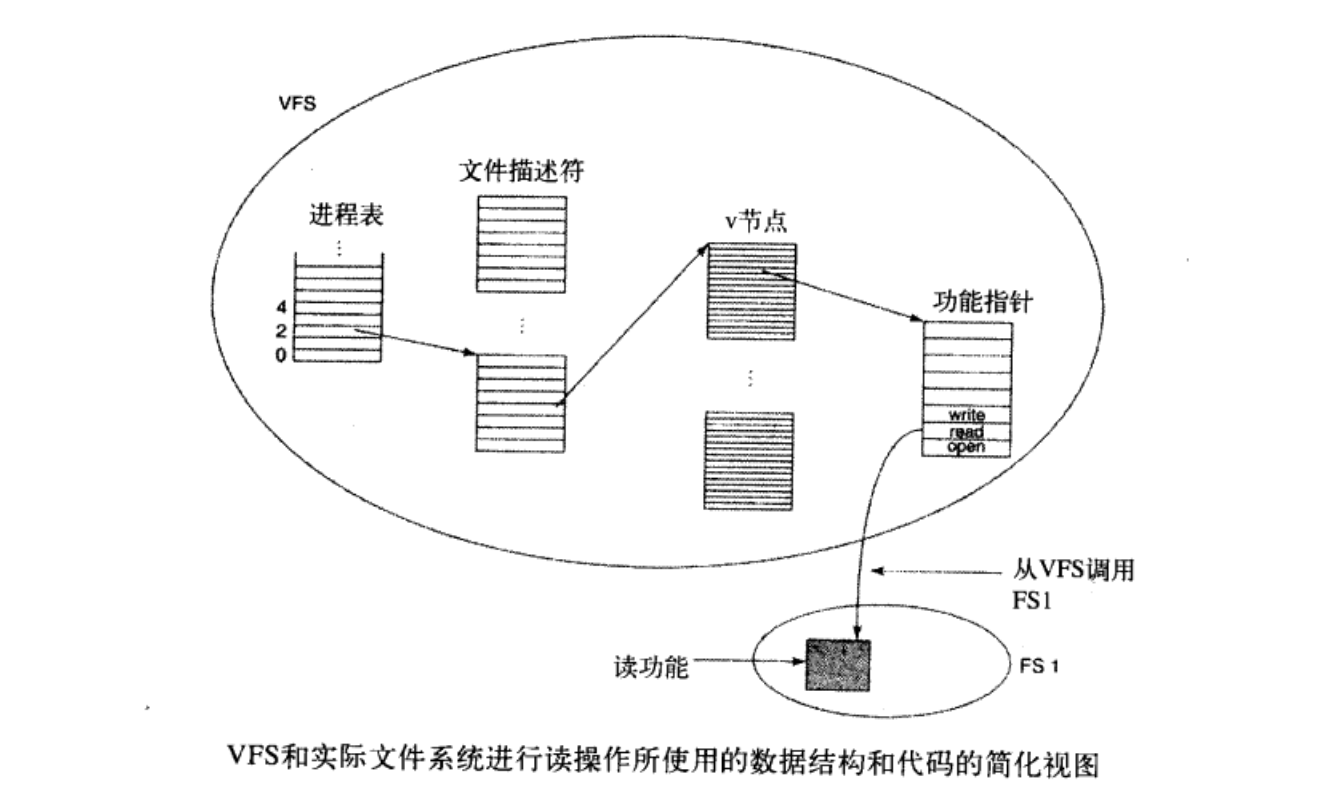 VFS
文件描述符
进程表
v节点
功能指针
4
2
0
write
read
open
从VFS调用
FS1
读功能
FS 1
VFS和实际文件系统进行读操作所使用的数据结构和代码的简化视图